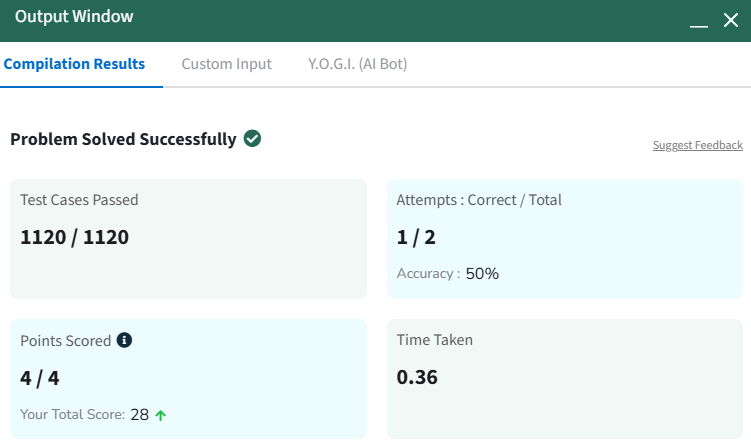 Output Window
Compilation Results Custom Input Y.O.G.I. (AI Bot)
Problem Solved Successfully
Suggest Feedback
Test Cases Passed
1120 / 1120
Attempts : Correct / Total
1 / 2
Accuracy : 50%
Points Scored
4 / 4
Your Total Score: 28
Time Taken
0.36